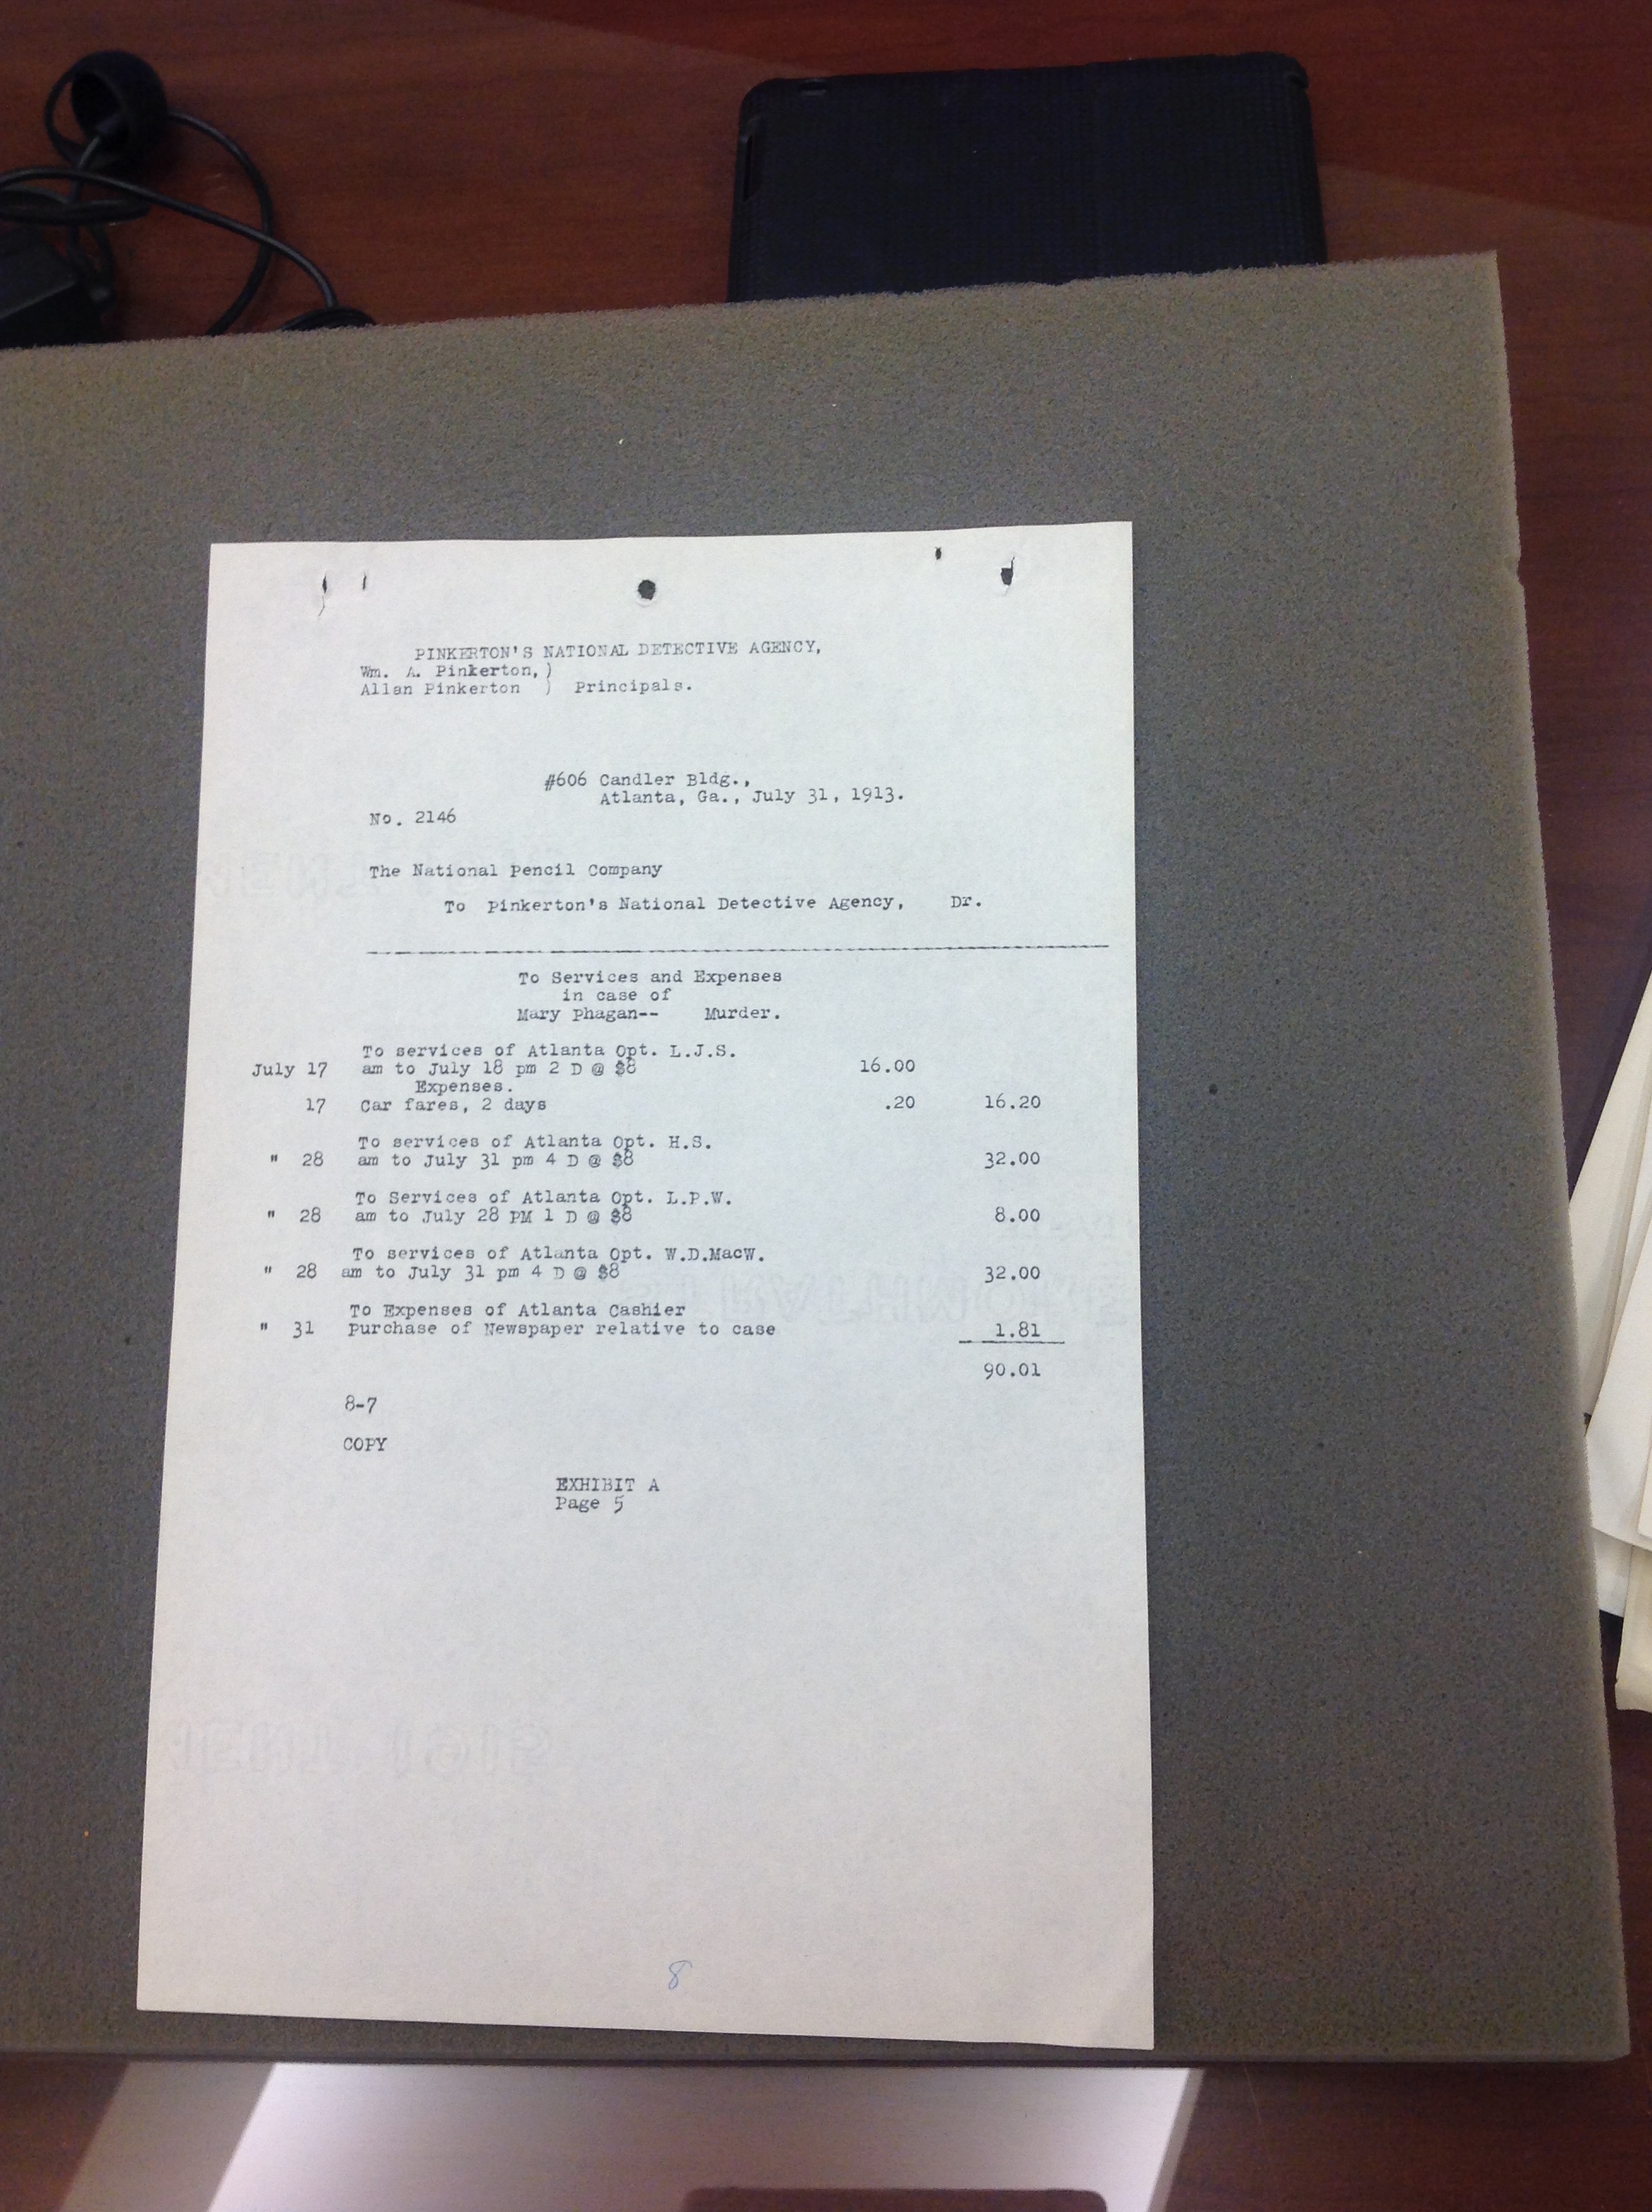 PINKERTON'S NATIONAL DETECTIVE AGENCY,
Wm. A. Pinkerton,)
Allan Pinkerton ) Principals.
#606 Candler Bldg.,
Atlanta, Ga., July 31, 1913.
No. 2146
The National Pencil Company
To Pinkerton's National Detective Agency, Dr.
To Services and Expenses
in case of
Mary Phagan-- Murder.
To services of Atlanta Opt. L.J.S.
July 17 am to July 18 pm 2 D @ $8 16.00
Expenses.
17 Car fares, 2 days .20 16.20
To services of Atlanta Opt. H.S.
" 28 am to July 31 pm 4 D @ $8 32.00
To Services of Atlanta Opt. L.P.W.
" 28 am to July 28 PM 1 D @ $8 8.00
To services of Atlanta Opt. W.D.MacW.
" 28 am to July 31 pm 4 D @ $8 32.00
To Expenses of Atlanta Cashier
" 31 Purchase of Newspaper relative to case 1.81
90.01
8-7
COPY
EXHIBIT A
Page 5
8